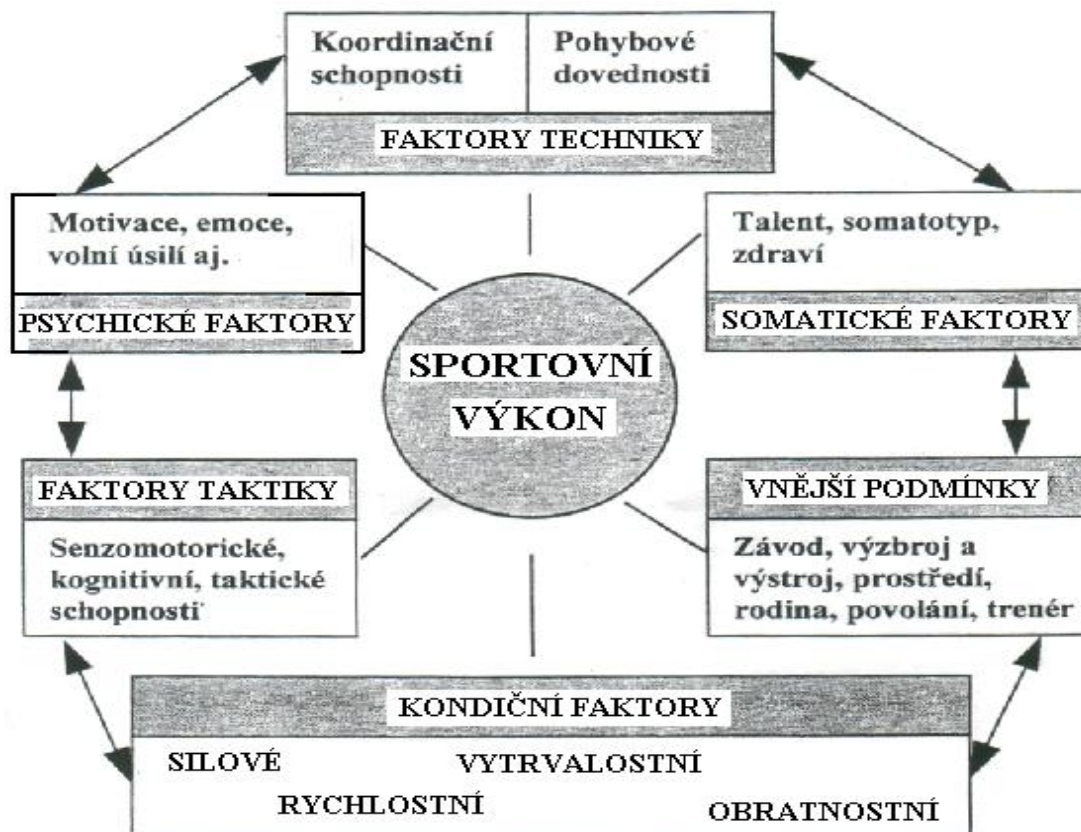 Koordinační
schopnosti
Pohybové
dovednosti
FAKTORY TECHNIKY
Motivace, emoce,
volní úsilí aj.
PSYCHICKÉ FAKTORY
Talent, somatotyp,
zdraví
SOMATICKÉ FAKTORY
SPORTOVNÍ
VÝKON
FAKTORY TAKTIKY
Senzomotorické,
kognitivní, taktické
schopnosti
VNĚJŠÍ PODMÍNKY
Závod, výzbroj a
výstroj, prostředí,
rodina, povolání, trenér
KONDIČNÍ FAKTORY
SILOVÉ
VYTRVALOSTNÍ
RYCHLOSTNÍ
OBRATNOSTNÍ